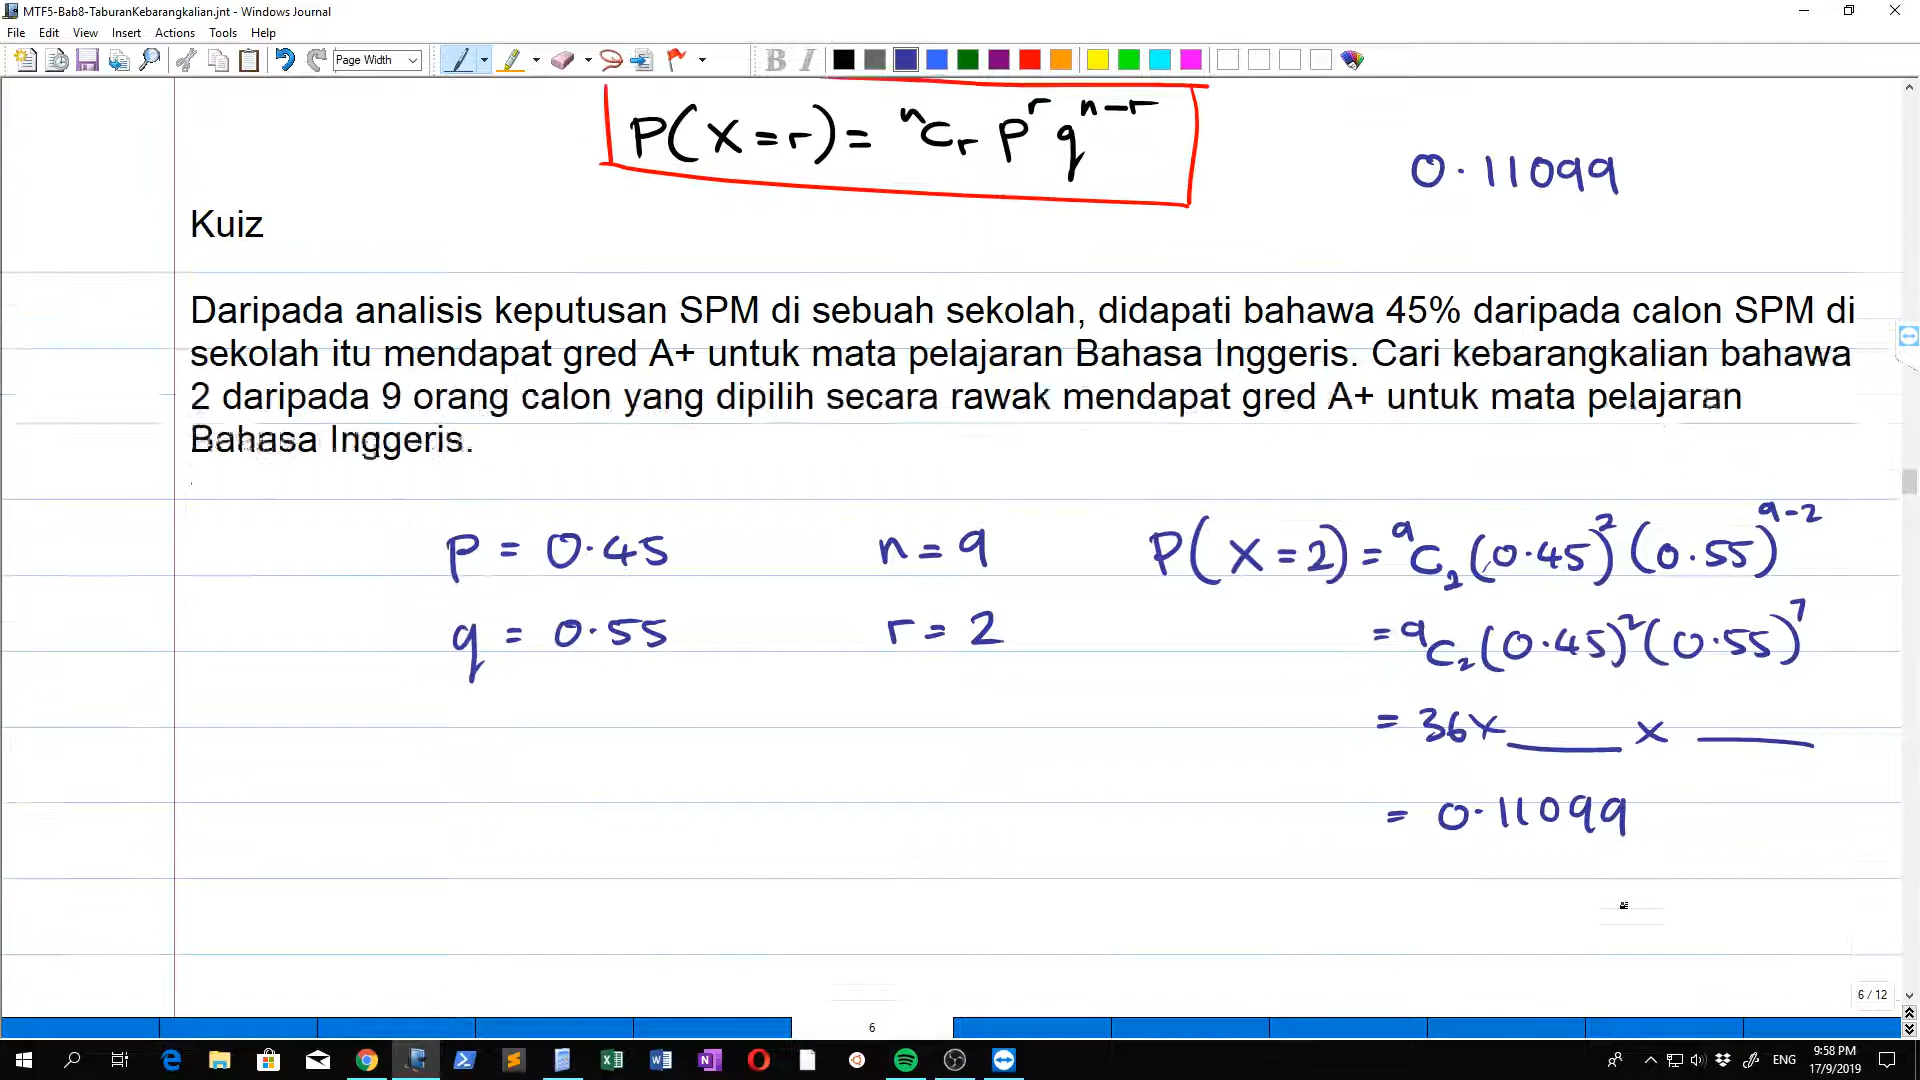 MTF5-Bab8-TaburanKebarangkalian.jnt - Windows Journal
File Edit View Insert Actions Tools Help
Page Width
B I
P(X=r) = ⁿCᵣ pʳ qⁿ⁻ʳ
0.11099
Kuiz
Daripada analisis keputusan SPM di sebuah sekolah, didapati bahawa 45% daripada calon SPM di
sekolah itu mendapat gred A+ untuk mata pelajaran Bahasa Inggeris. Cari kebarangkalian bahawa
2 daripada 9 orang calon yang dipilih secara rawak mendapat gred A+ untuk mata pelajaran
Bahasa Inggeris.
p = 0.45 n = 9 P(X=2) = ⁹C₂(0.45)²(0.55)⁹⁻²
q = 0.55 r = 2 = ⁹C₂(0.45)²(0.55)⁷
= 36× ____ × ____
= 0.11099
6 / 12
6
ENG
9:58 PM
17/9/2019